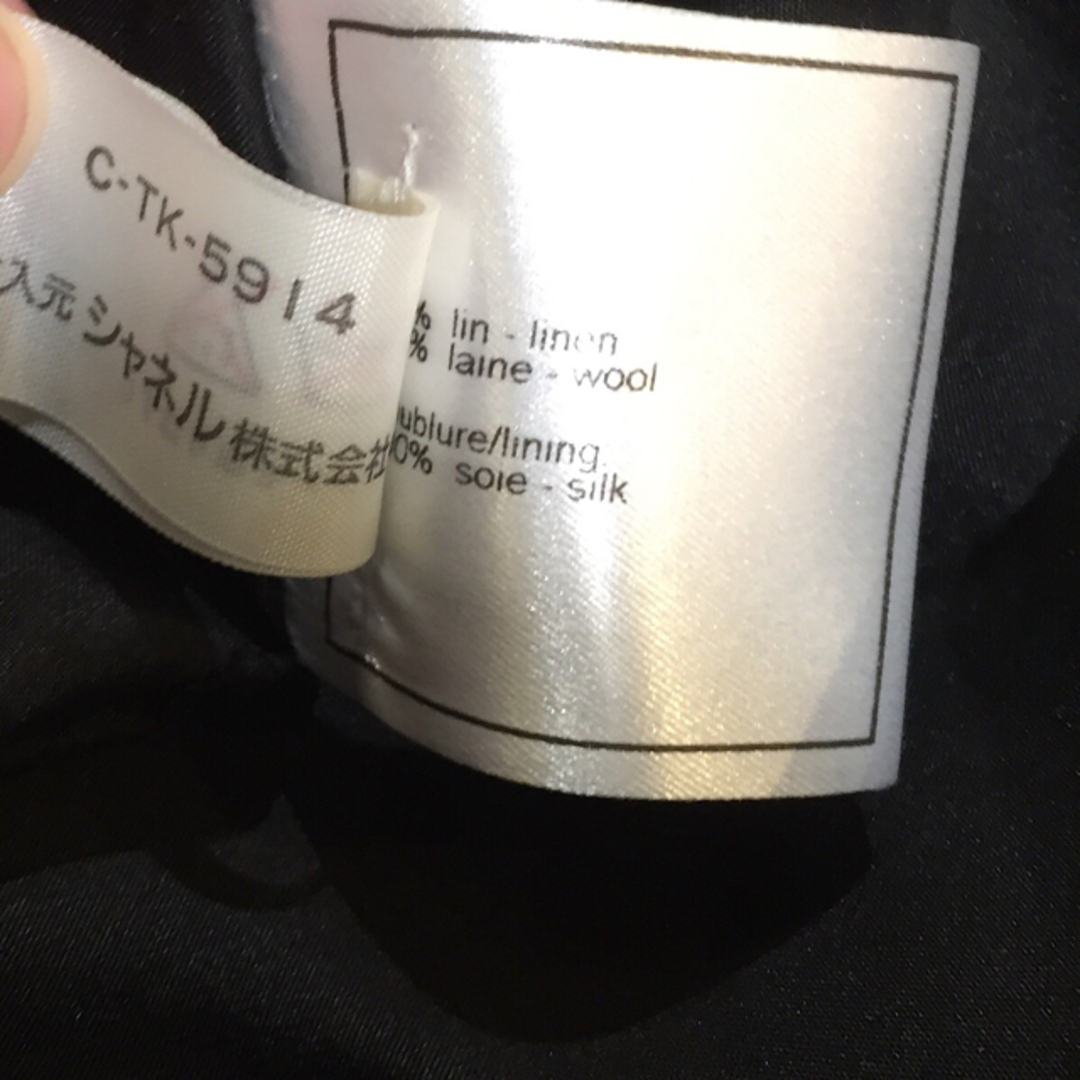 C-TK-5914
入元 シャネル株式会社
% lin - linen
% laine - wool
ublure/lining
0% soie - silk